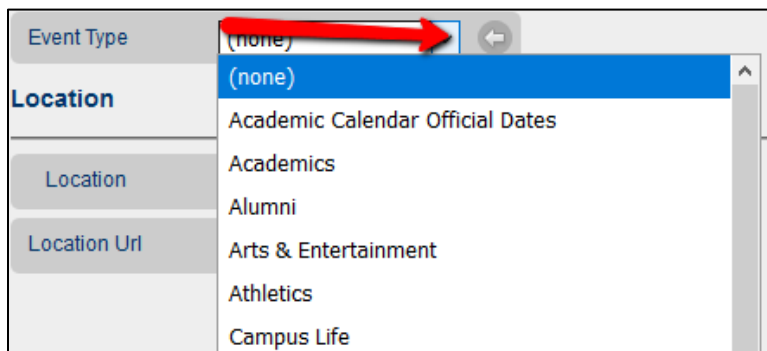 Event Type (none)
(none)
Location
Academic Calendar Official Dates
Academics
Location
Alumni
Location Url
Arts & Entertainment
Athletics
Campus Life